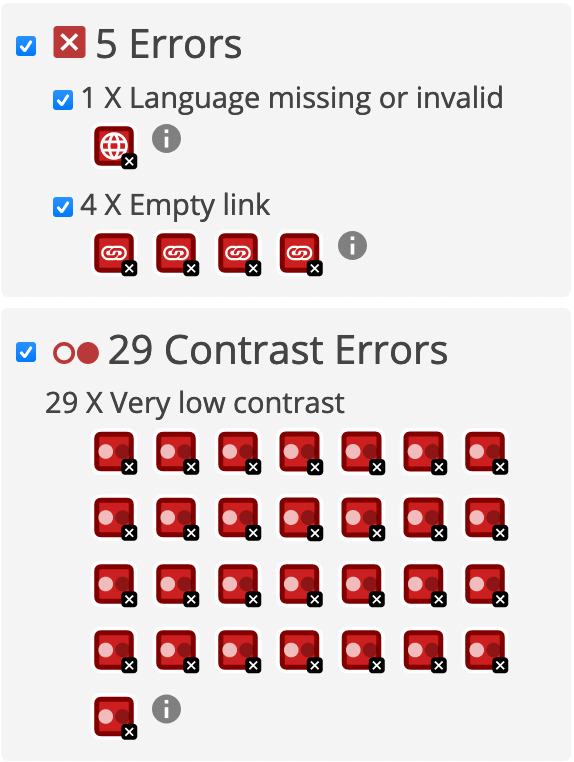 5 Errors
1 X Language missing or invalid
4 X Empty link
29 Contrast Errors
29 X Very low contrast